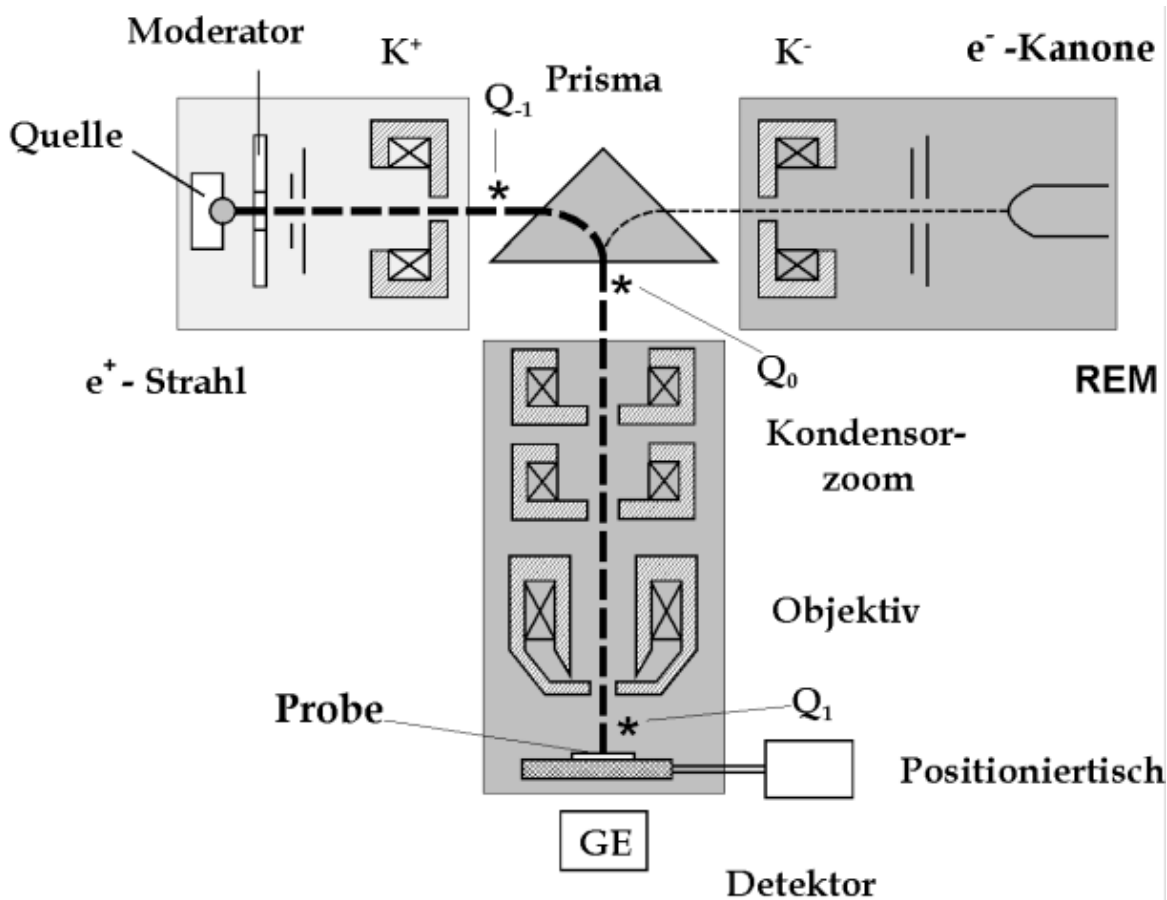 Moderator
K⁺
Prisma
K⁻
e⁻ -Kanone
Quelle
Q₋₁
e⁺ - Strahl
Q₀
REM
Kondensor-
zoom
Objektiv
Probe
Q₁
Positioniertisch
GE
Detektor